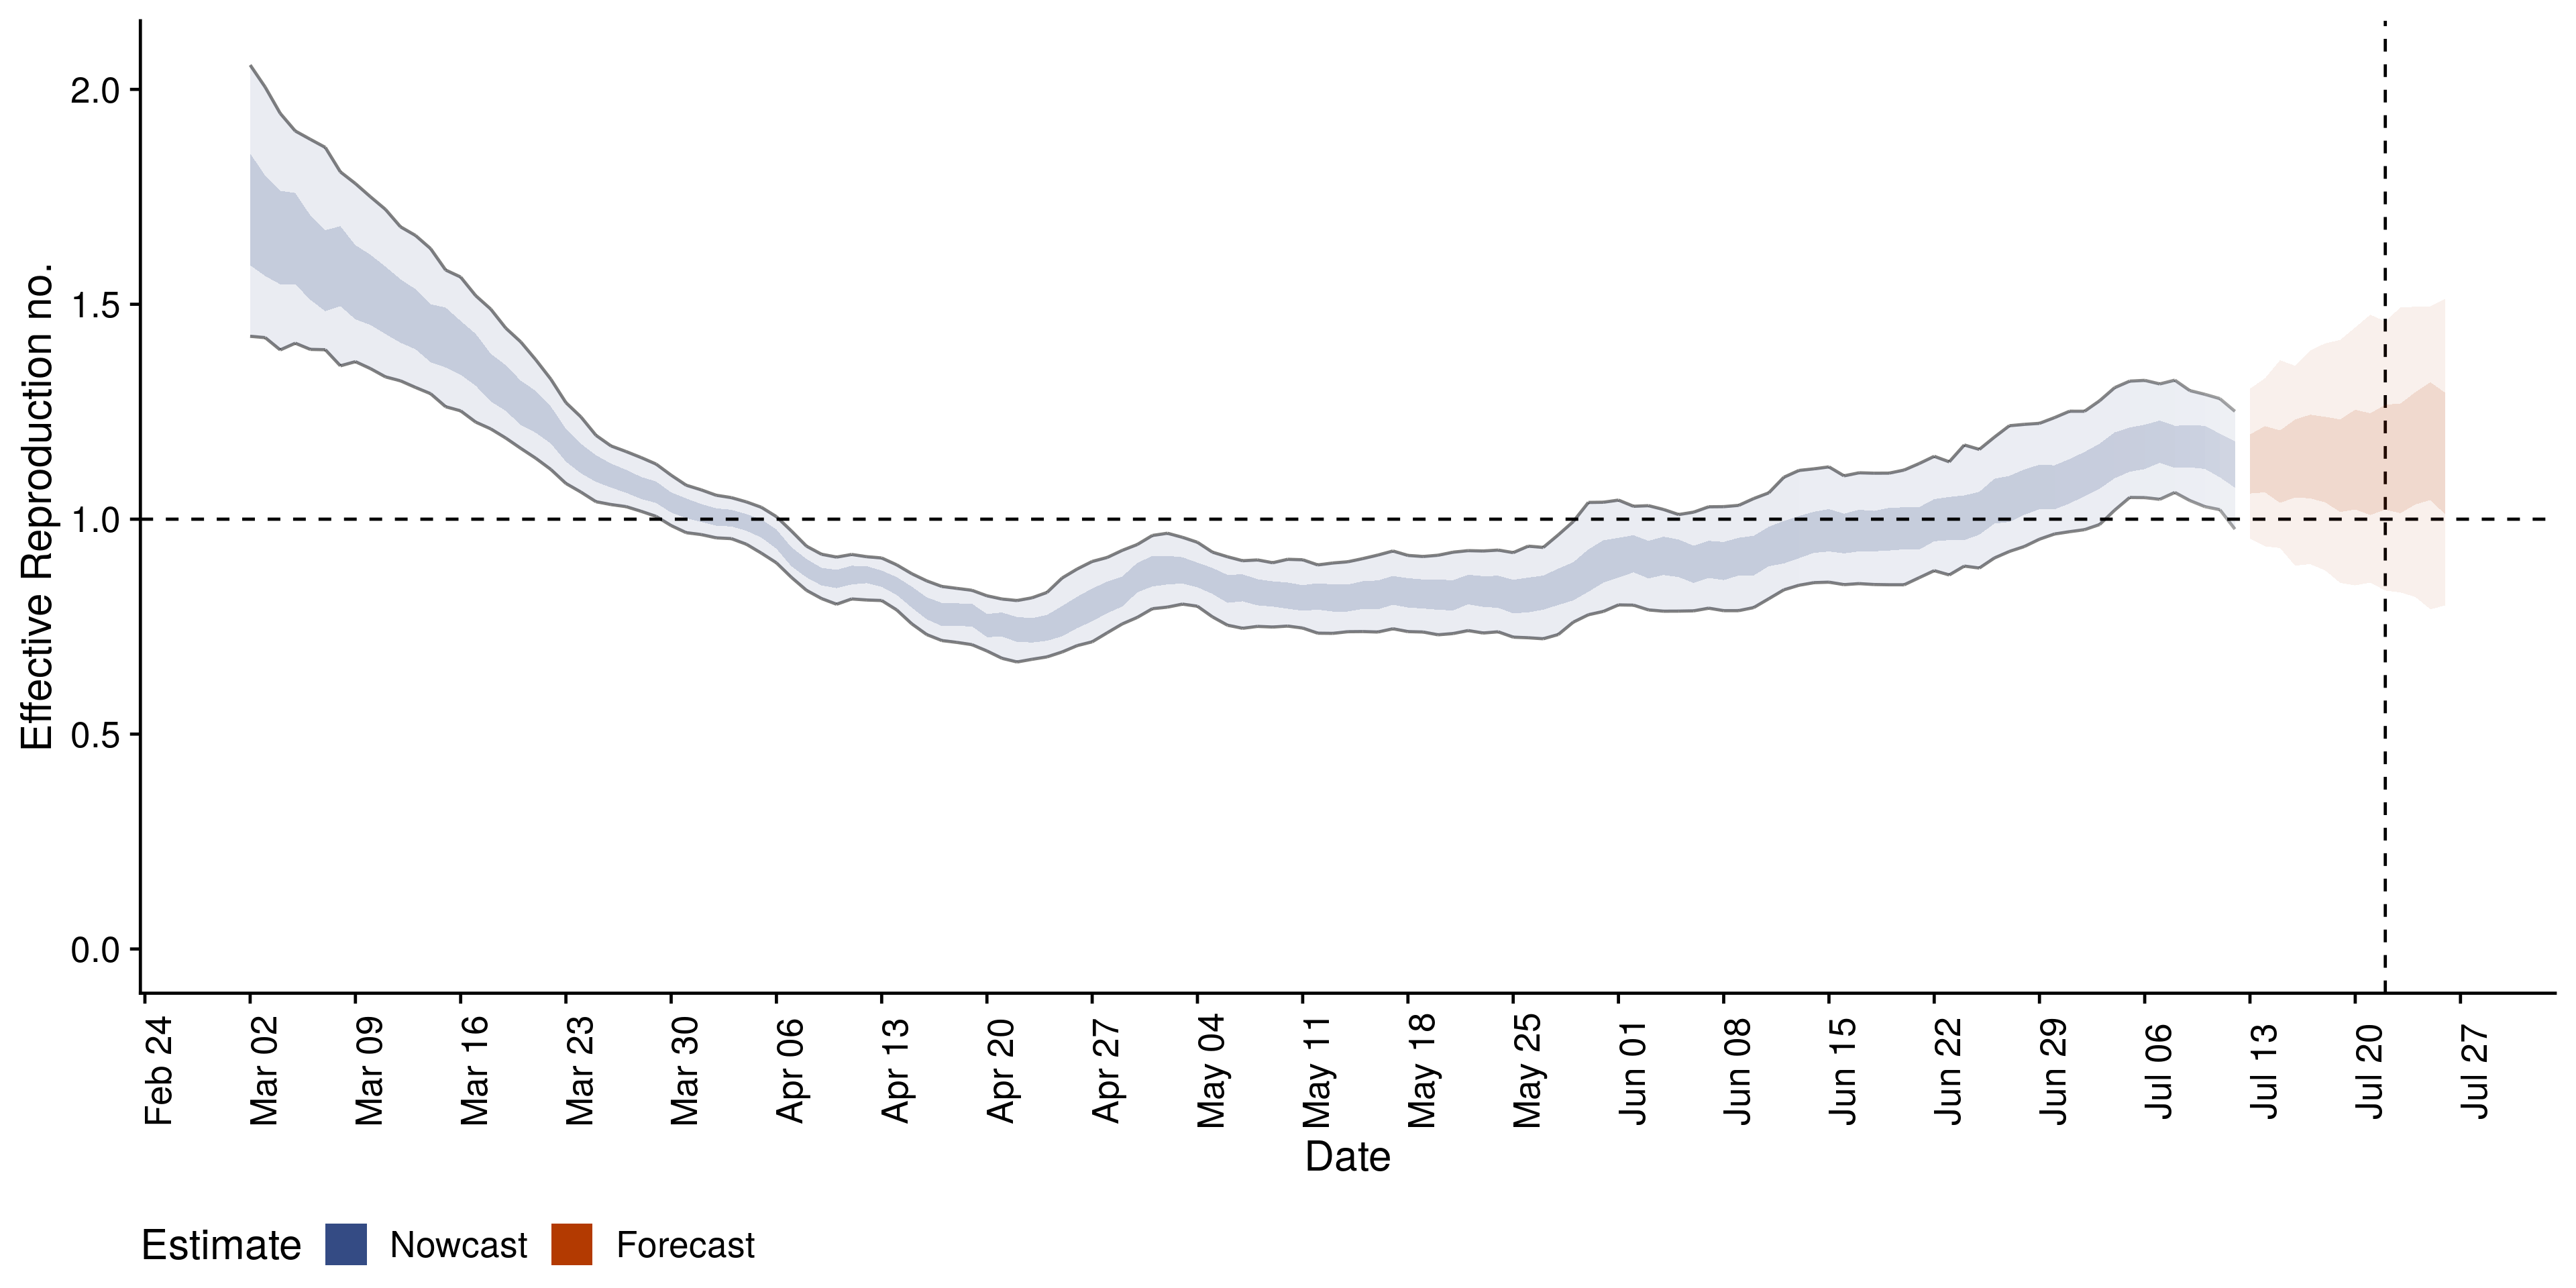 Effective Reproduction no.
2.0
1.5
1.0
0.5
0.0
Feb 24
Mar 02
Mar 09
Mar 16
Mar 23
Mar 30
Apr 06
Apr 13
Apr 20
Apr 27
May 04
May 11
May 18
May 25
Jun 01
Jun 08
Jun 15
Jun 22
Jun 29
Jul 06
Jul 13
Jul 20
Jul 27
Date
Estimate Nowcast Forecast